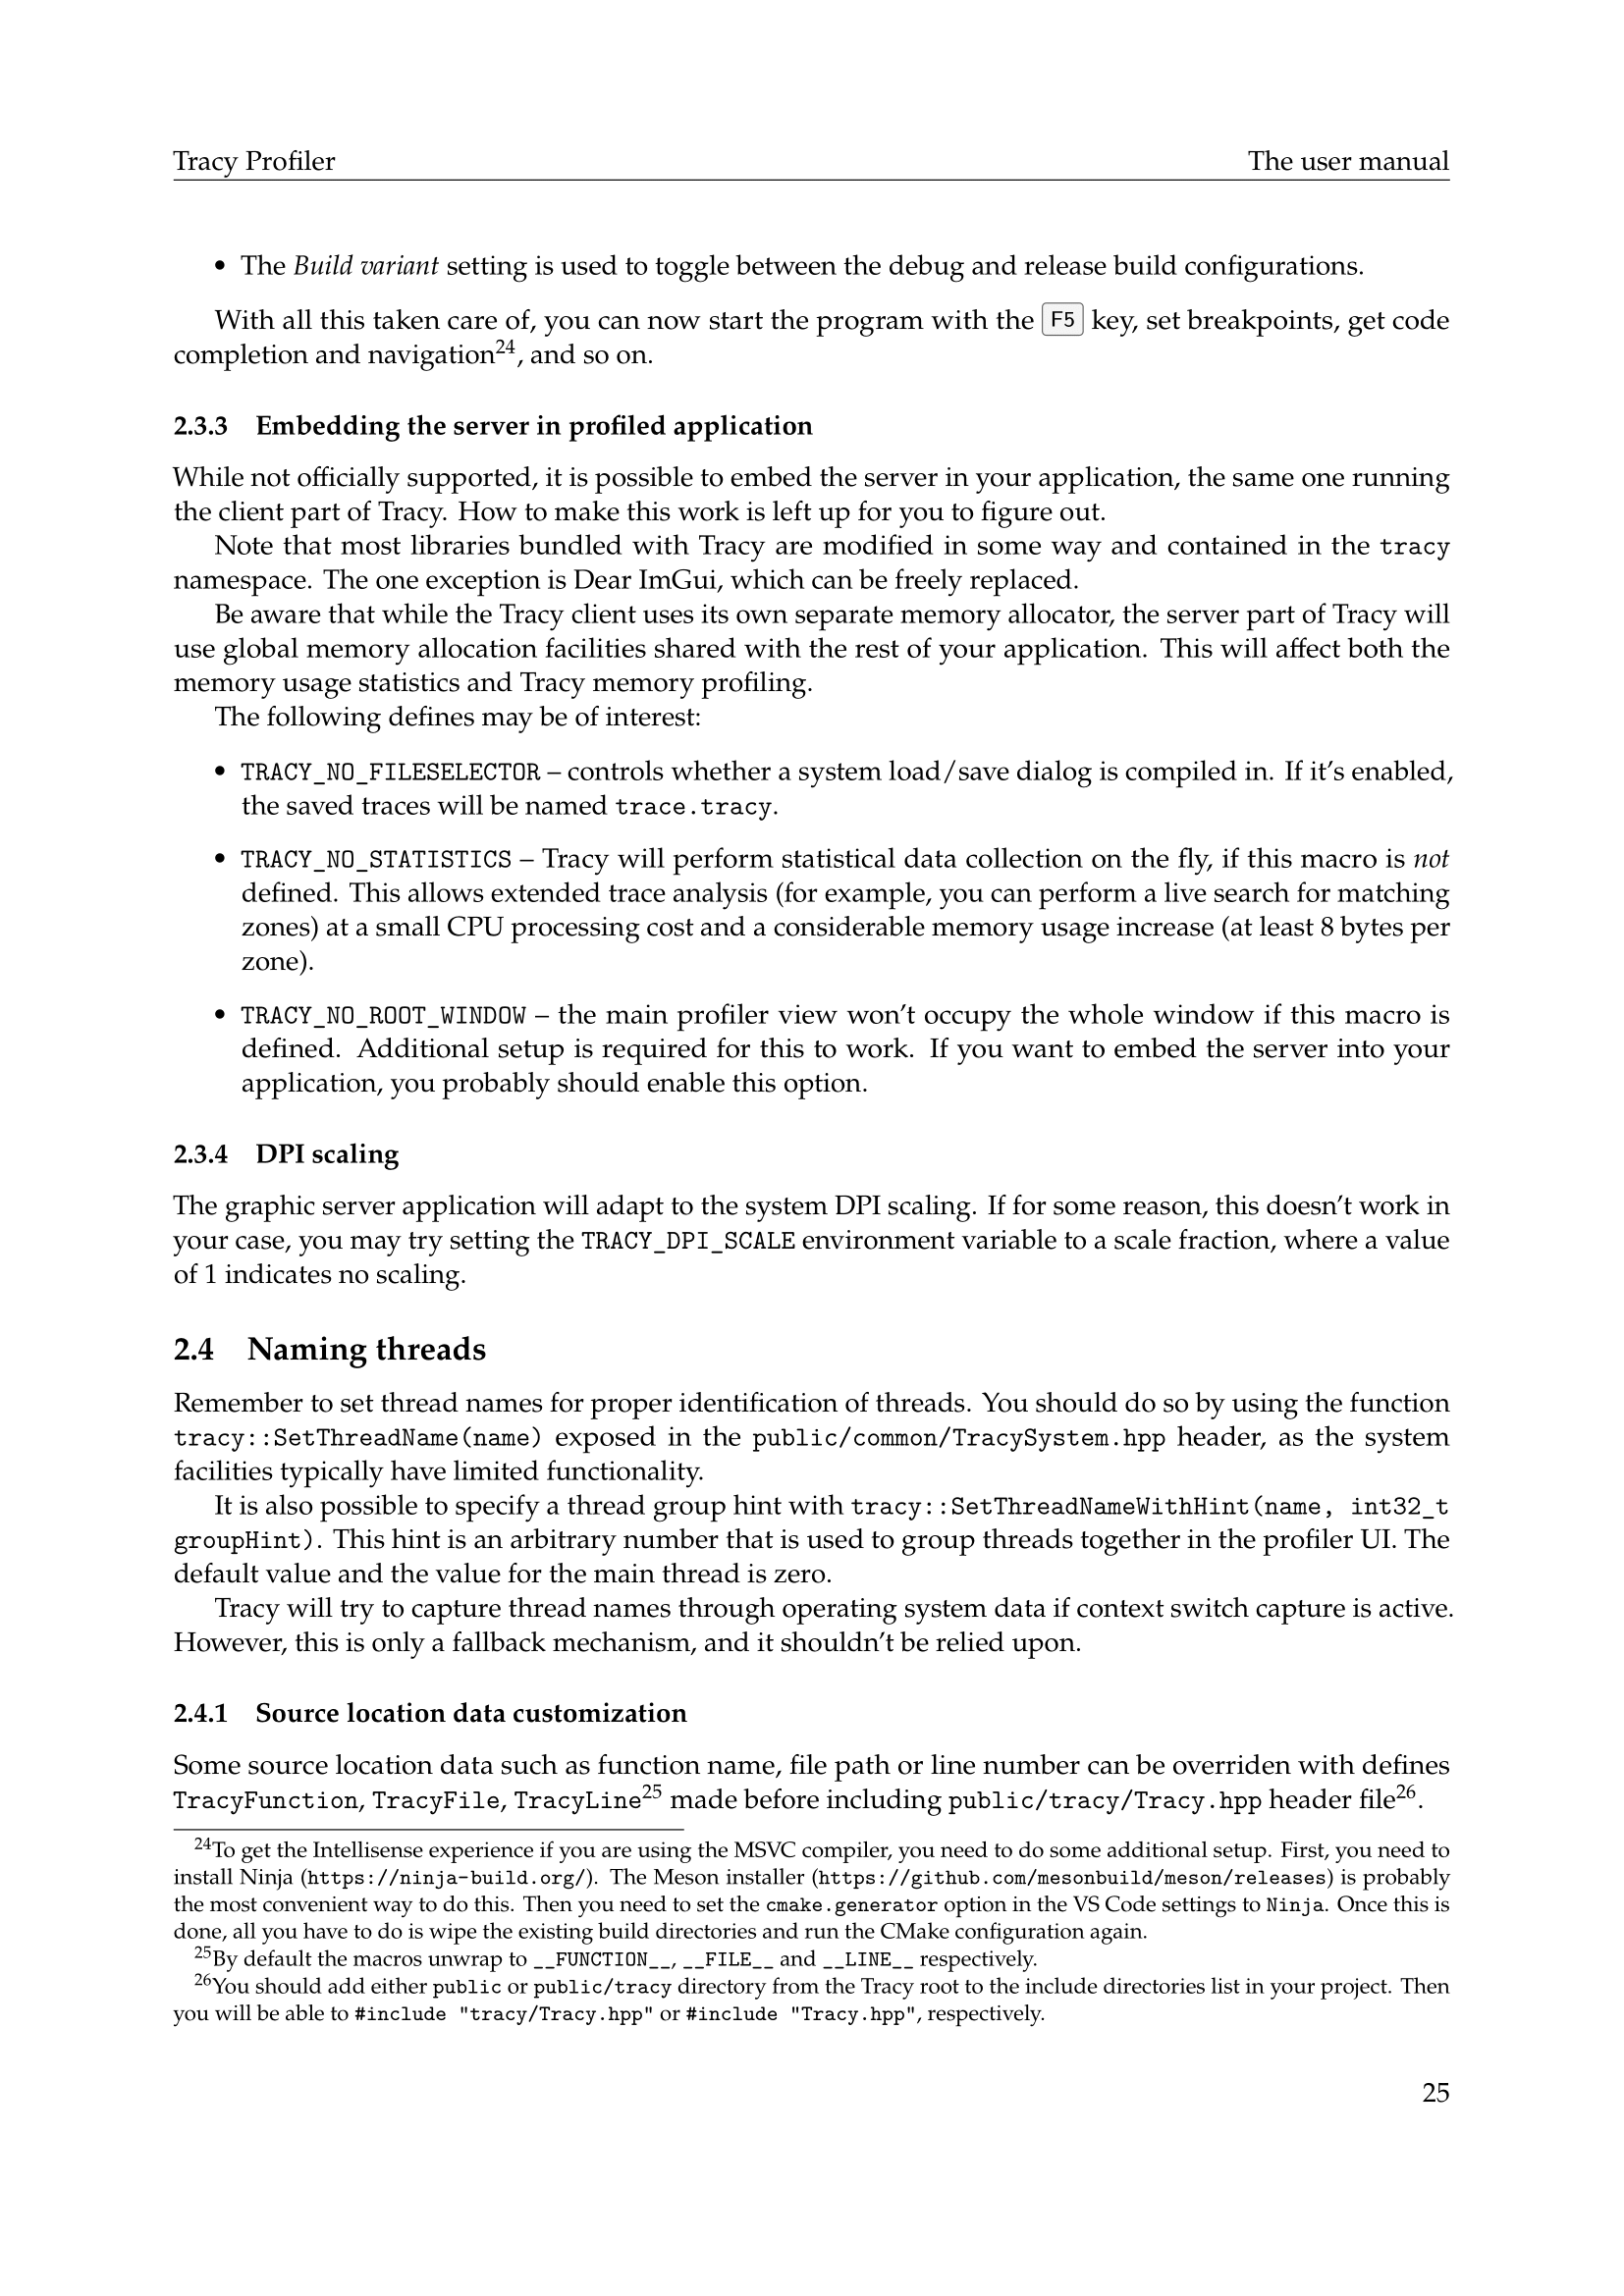 Tracy Profiler The user manual
• The Build variant setting is used to toggle between the debug and release build configurations.
With all this taken care of, you can now start the program with the F5 key, set breakpoints, get code
completion and navigation24, and so on.
2.3.3 Embedding the server in profiled application
While not officially supported, it is possible to embed the server in your application, the same one running
the client part of Tracy. How to make this work is left up for you to figure out.
Note that most libraries bundled with Tracy are modified in some way and contained in the tracy
namespace. The one exception is Dear ImGui, which can be freely replaced.
Be aware that while the Tracy client uses its own separate memory allocator, the server part of Tracy will
use global memory allocation facilities shared with the rest of your application. This will affect both the
memory usage statistics and Tracy memory profiling.
The following defines may be of interest:
• TRACY_NO_FILESELECTOR – controls whether a system load/save dialog is compiled in. If it's enabled,
the saved traces will be named trace.tracy.
• TRACY_NO_STATISTICS – Tracy will perform statistical data collection on the fly, if this macro is not
defined. This allows extended trace analysis (for example, you can perform a live search for matching
zones) at a small CPU processing cost and a considerable memory usage increase (at least 8 bytes per
zone).
• TRACY_NO_ROOT_WINDOW – the main profiler view won't occupy the whole window if this macro is
defined. Additional setup is required for this to work. If you want to embed the server into your
application, you probably should enable this option.
2.3.4 DPI scaling
The graphic server application will adapt to the system DPI scaling. If for some reason, this doesn't work in
your case, you may try setting the TRACY_DPI_SCALE environment variable to a scale fraction, where a value
of 1 indicates no scaling.
2.4 Naming threads
Remember to set thread names for proper identification of threads. You should do so by using the function
tracy::SetThreadName(name) exposed in the public/common/TracySystem.hpp header, as the system
facilities typically have limited functionality.
It is also possible to specify a thread group hint with tracy::SetThreadNameWithHint(name, int32_t
groupHint). This hint is an arbitrary number that is used to group threads together in the profiler UI. The
default value and the value for the main thread is zero.
Tracy will try to capture thread names through operating system data if context switch capture is active.
However, this is only a fallback mechanism, and it shouldn't be relied upon.
2.4.1 Source location data customization
Some source location data such as function name, file path or line number can be overriden with defines
TracyFunction, TracyFile, TracyLine25 made before including public/tracy/Tracy.hpp header file26.
24To get the Intellisense experience if you are using the MSVC compiler, you need to do some additional setup. First, you need to
install Ninja (https://ninja-build.org/). The Meson installer (https://github.com/mesonbuild/meson/releases) is probably
the most convenient way to do this. Then you need to set the cmake.generator option in the VS Code settings to Ninja. Once this is
done, all you have to do is wipe the existing build directories and run the CMake configuration again.
25By default the macros unwrap to __FUNCTION__, __FILE__ and __LINE__ respectively.
26You should add either public or public/tracy directory from the Tracy root to the include directories list in your project. Then
you will be able to #include "tracy/Tracy.hpp" or #include "Tracy.hpp", respectively.
25